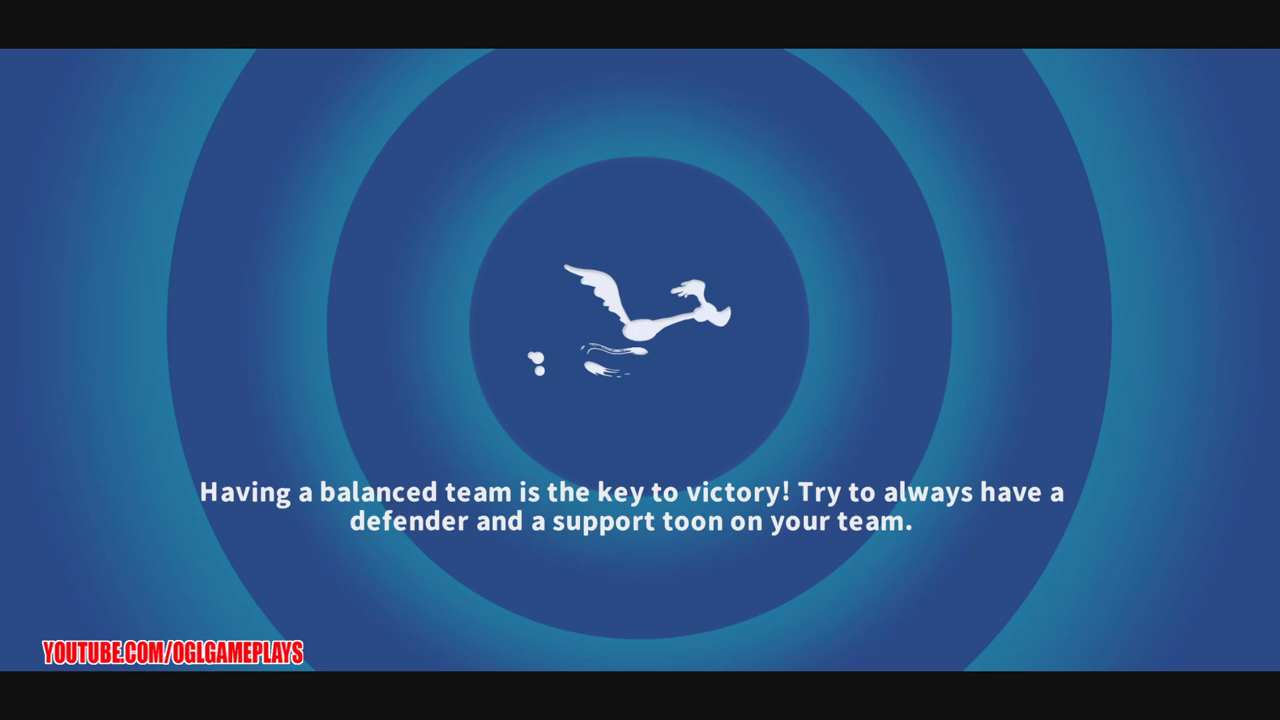 Having a balanced team is the key to victory! Try to always have a
defender and a support toon on your team.
YOUTUBE.COM/OGLGAMEPLAYS